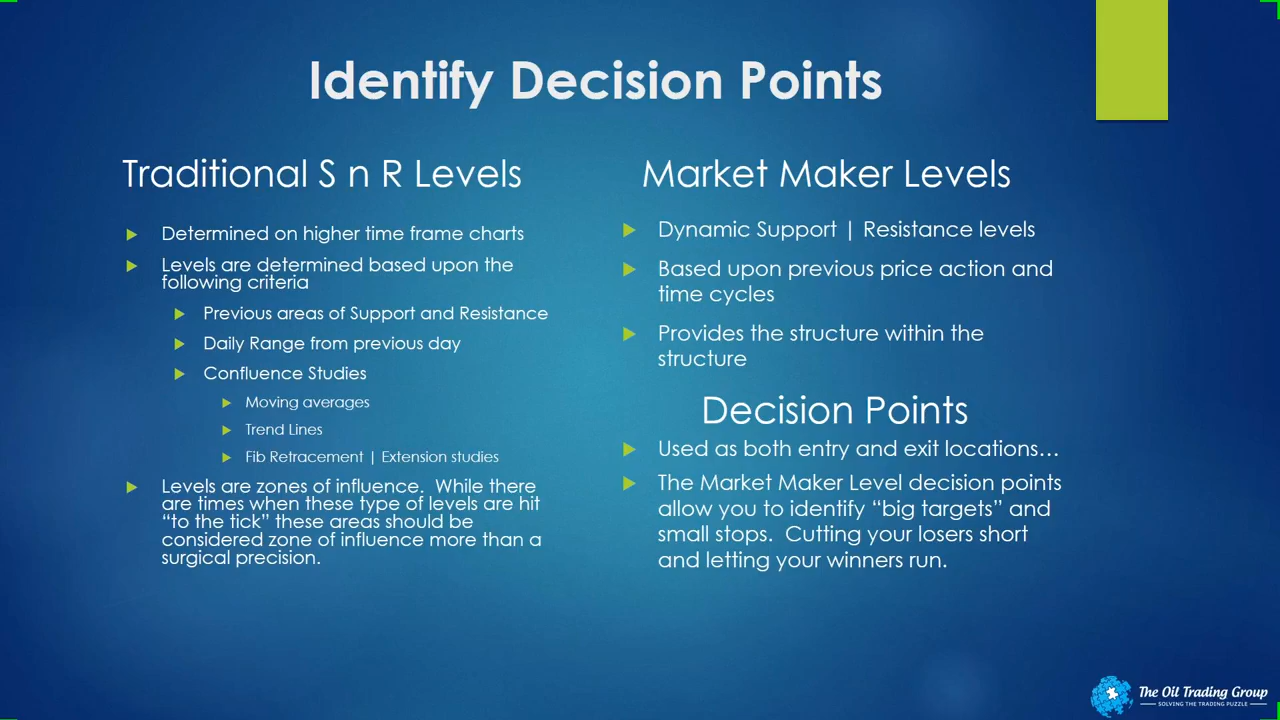 Identify Decision Points
Traditional S n R Levels
Determined on higher time frame charts
Levels are determined based upon the
following criteria
Previous areas of Support and Resistance
Daily Range from previous day
Confluence Studies
Moving averages
Trend Lines
Fib Retracement | Extension studies
Levels are zones of influence.  While there
are times when these type of levels are hit
“to the tick” these areas should be
considered zone of influence more than a
surgical precision.
Market Maker Levels
Dynamic Support | Resistance levels
Based upon previous price action and
time cycles
Provides the structure within the
structure
Decision Points
Used as both entry and exit locations…
The Market Maker Level decision points
allow you to identify “big targets” and
small stops.  Cutting your losers short
and letting your winners run.
The Oil Trading Group
SOLVING THE TRADING PUZZLE